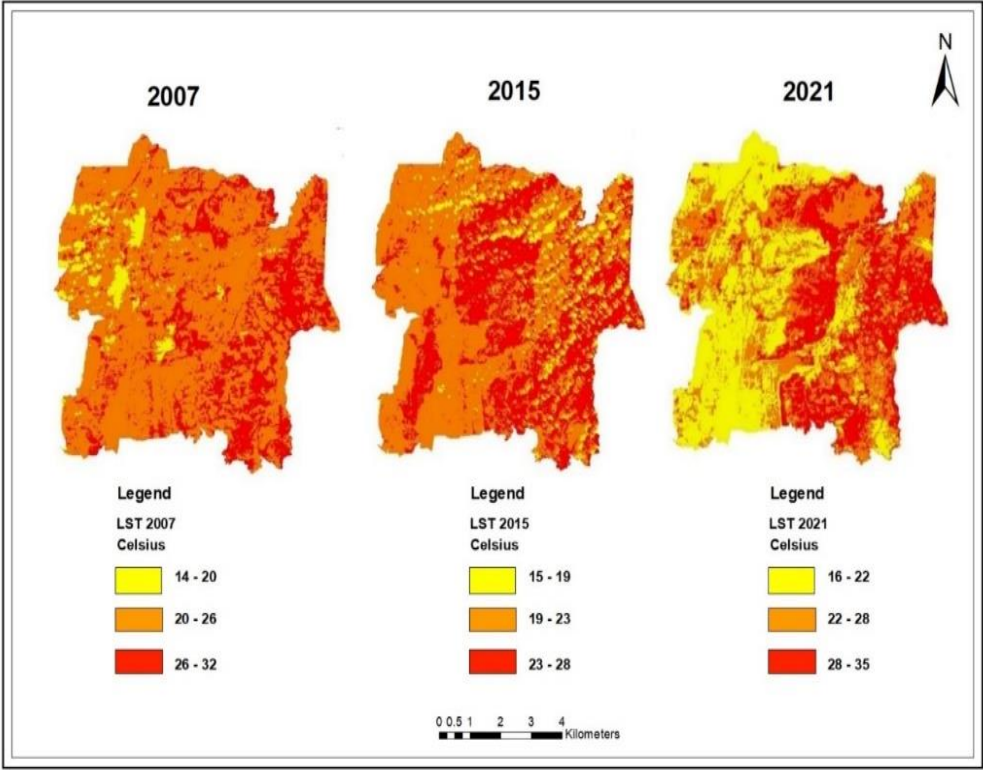 N
2007
2015
2021
Legend
LST 2007
Celsius
14 - 20
20 - 26
26 - 32
Legend
LST 2015
Celsius
15 - 19
19 - 23
23 - 28
Legend
LST 2021
Celsius
16 - 22
22 - 28
28 - 35
0 0.5 1 2 3 4
Kilometers